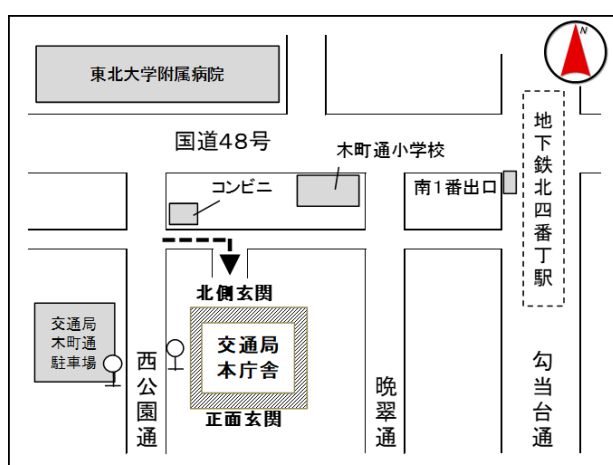 N
東北大学附属病院
国道48号
木町通小学校
コンビニ
南1番出口
地下鉄北四番丁駅
北側玄関
交通局
木町通
駐車場
交通局
本庁舎
正面玄関
西公園通
晩翠通
勾当台通